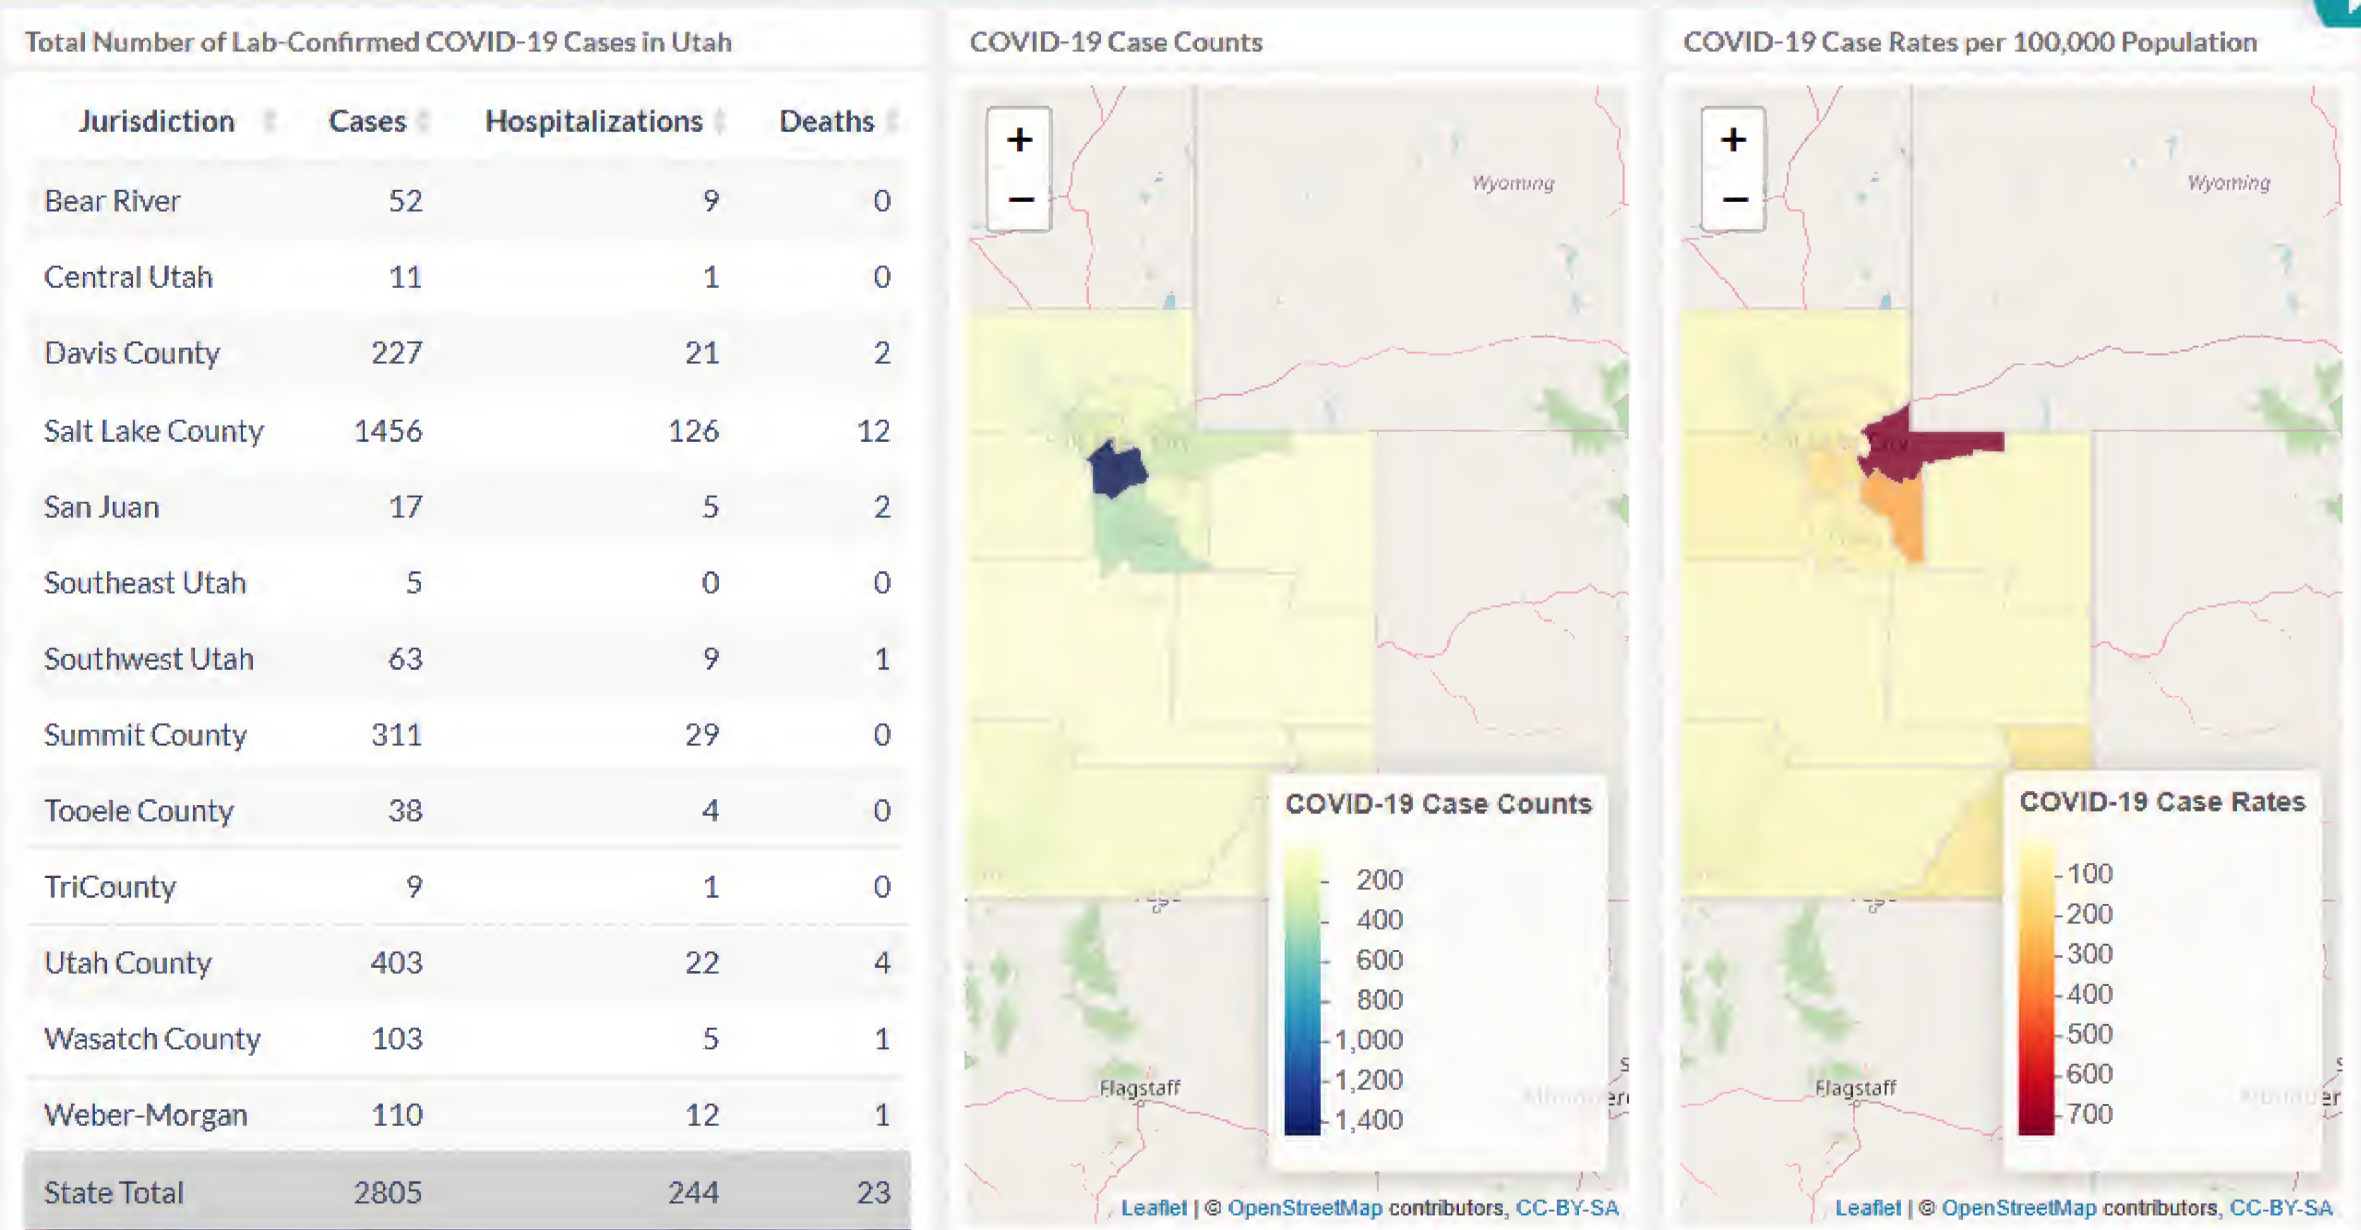 Total Number of Lab-Confirmed COVID-19 Cases in Utah
Jurisdiction Cases Hospitalizations Deaths
Bear River 52 9 0
Central Utah 11 1 0
Davis County 227 21 2
Salt Lake County 1456 126 12
San Juan 17 5 2
Southeast Utah 5 0 0
Southwest Utah 63 9 1
Summit County 311 29 0
Tooele County 38 4 0
TriCounty 9 1 0
Utah County 403 22 4
Wasatch County 103 5 1
Weber-Morgan 110 12 1
State Total 2805 244 23
COVID-19 Case Counts
+
−
Wyoming
COVID-19 Case Counts
200
400
600
800
1,000
1,200
1,400
Flagstaff
Leaflet | © OpenStreetMap contributors, CC-BY-SA
COVID-19 Case Rates per 100,000 Population
+
−
Wyoming
City
COVID-19 Case Rates
100
200
300
400
500
600
700
Flagstaff
Leaflet | © OpenStreetMap contributors, CC-BY-SA